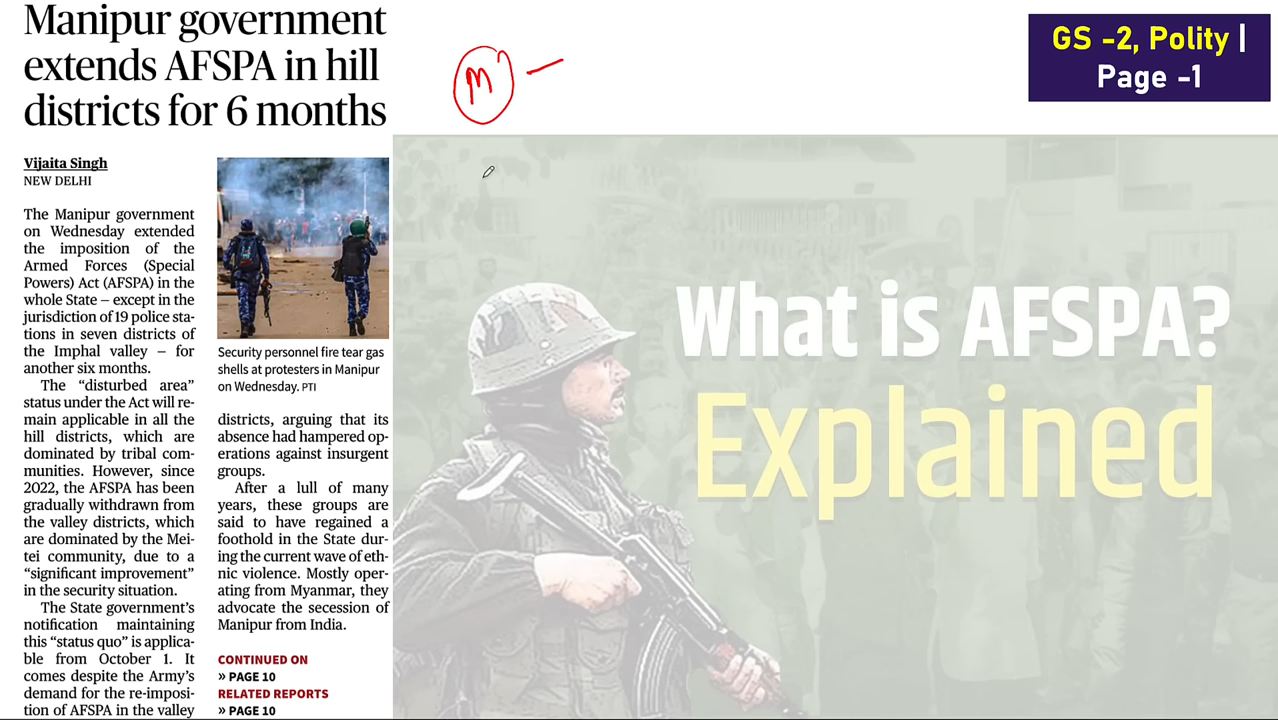 Manipur government
extends AFSPA in hill
districts for 6 months
M
GS -2, Polity |
Page -1
Vijaita Singh
NEW DELHI
The Manipur government
on Wednesday extended
the imposition of the
Armed Forces (Special
Powers) Act (AFSPA) in the
whole State – except in the
jurisdiction of 19 police sta-
tions in seven districts of
the Imphal valley – for
another six months.
The “disturbed area”
status under the Act will re-
main applicable in all the
hill districts, which are
dominated by tribal com-
munities. However, since
2022, the AFSPA has been
gradually withdrawn from
the valley districts, which
are dominated by the Mei-
tei community, due to a
“significant improvement”
in the security situation.
The State government’s
notification maintaining
this “status quo” is applica-
ble from October 1. It
comes despite the Army’s
demand for the re-imposi-
tion of AFSPA in the valley
Security personnel fire tear gas
shells at protesters in Manipur
on Wednesday. PTI
districts, arguing that its
absence had hampered op-
erations against insurgent
groups.
After a lull of many
years, these groups are
said to have regained a
foothold in the State dur-
ing the current wave of eth-
nic violence. Mostly oper-
ating from Myanmar, they
advocate the secession of
Manipur from India.
CONTINUED ON
» PAGE 10
RELATED REPORTS
» PAGE 10
What is AFSPA?
Explained